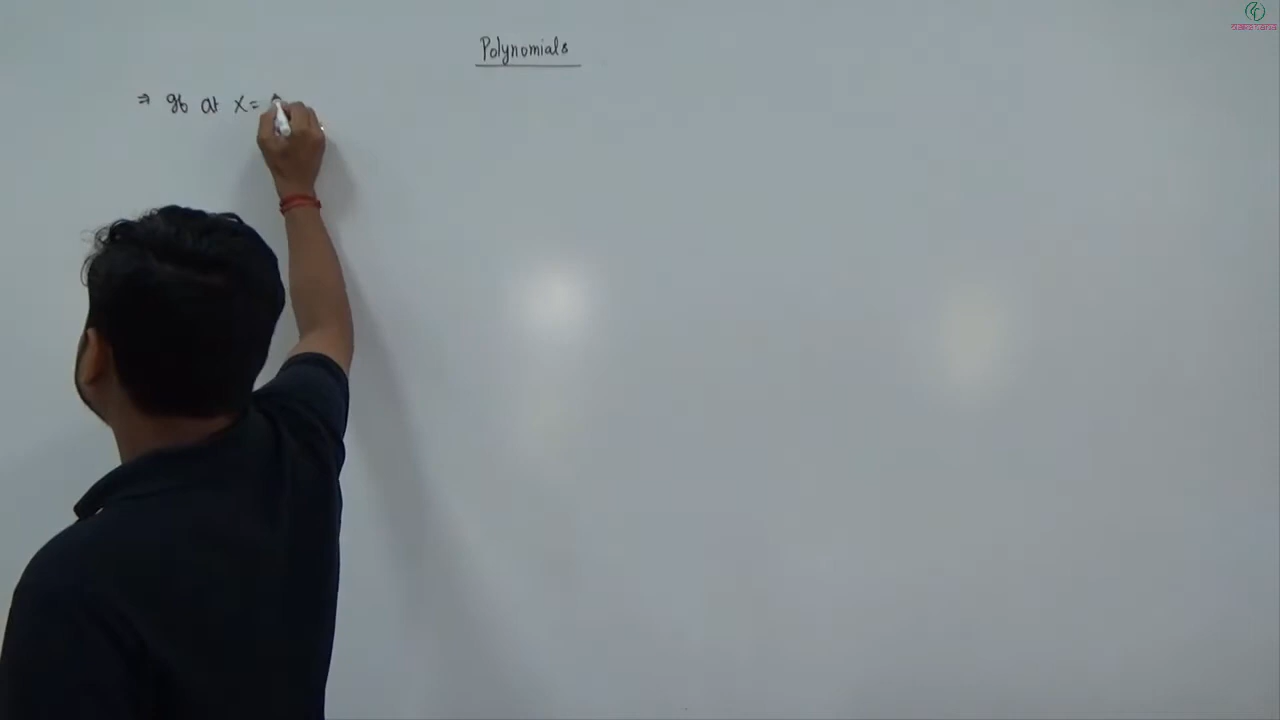 Polynomials
⇒ If at x =